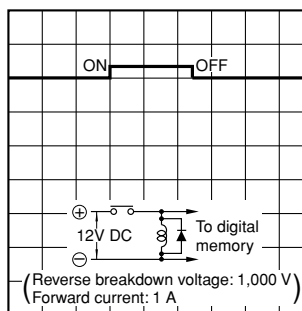 ON OFF
⊕
12V DC
⊖
To digital
memory
(Reverse breakdown voltage: 1,000 V
Forward current: 1 A)